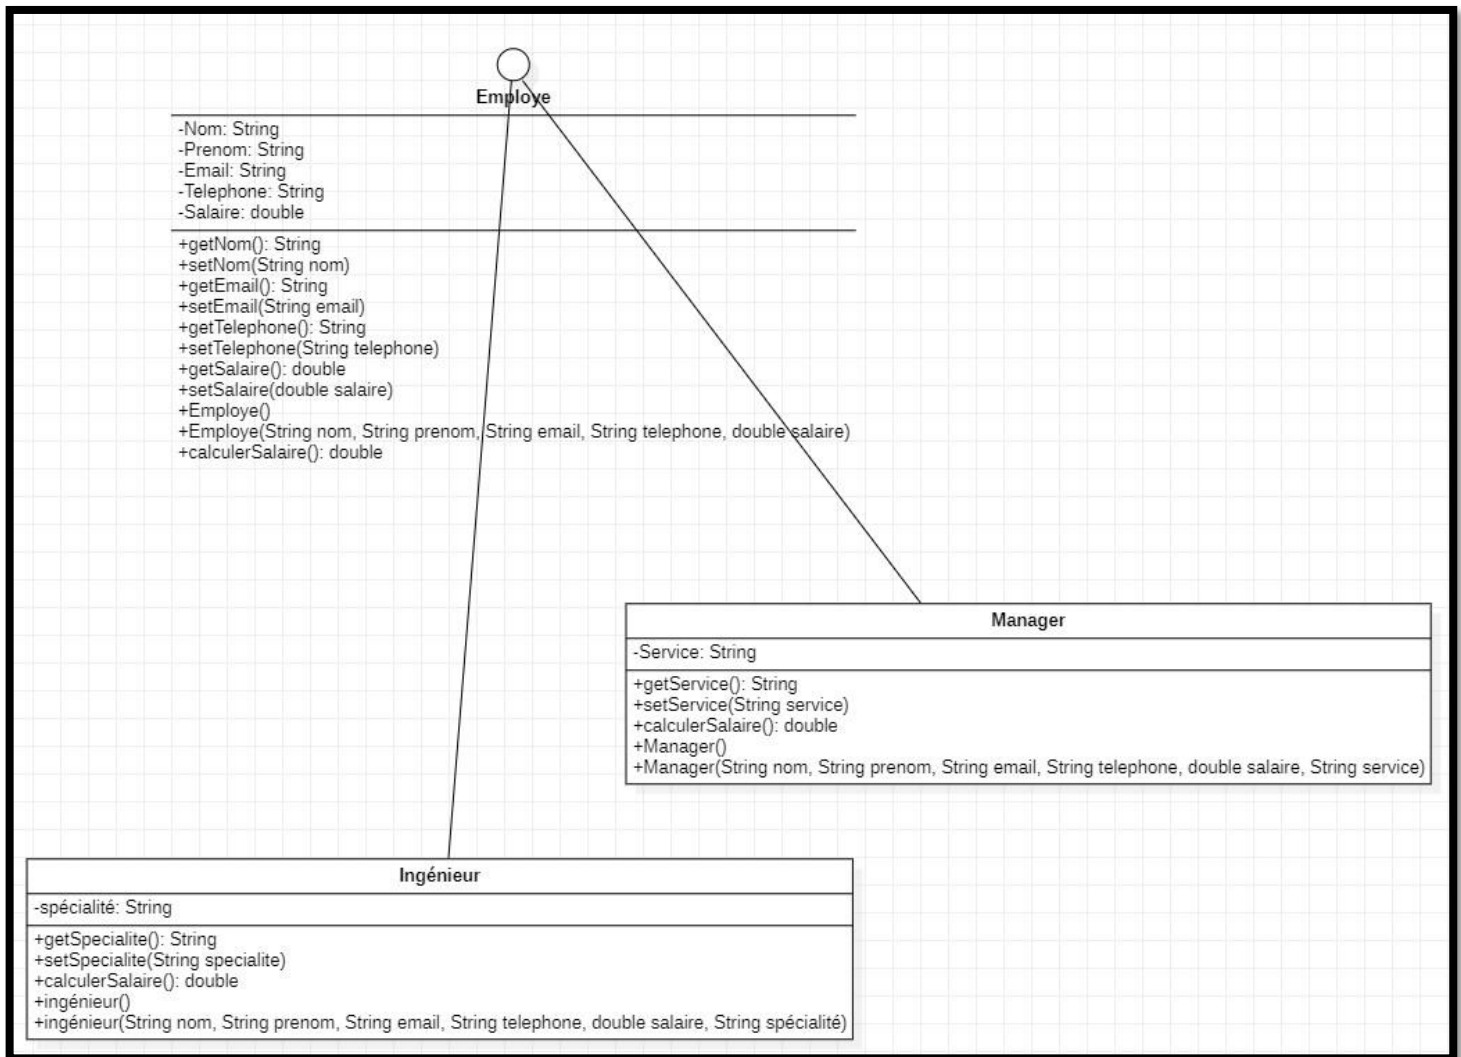 Employe
-Nom: String
-Prenom: String
-Email: String
-Telephone: String
-Salaire: double
+getNom(): String
+setNom(String nom)
+getEmail(): String
+setEmail(String email)
+getTelephone(): String
+setTelephone(String telephone)
+getSalaire(): double
+setSalaire(double salaire)
+Employe()
+Employe(String nom, String prenom, String email, String telephone, double salaire)
+calculerSalaire(): double
Manager
-Service: String
+getService(): String
+setService(String service)
+calculerSalaire(): double
+Manager()
+Manager(String nom, String prenom, String email, String telephone, double salaire, String service)
Ingénieur
-spécialité: String
+getSpecialite(): String
+setSpecialite(String specialite)
+calculerSalaire(): double
+ingénieur()
+ingénieur(String nom, String prenom, String email, String telephone, double salaire, String spécialité)